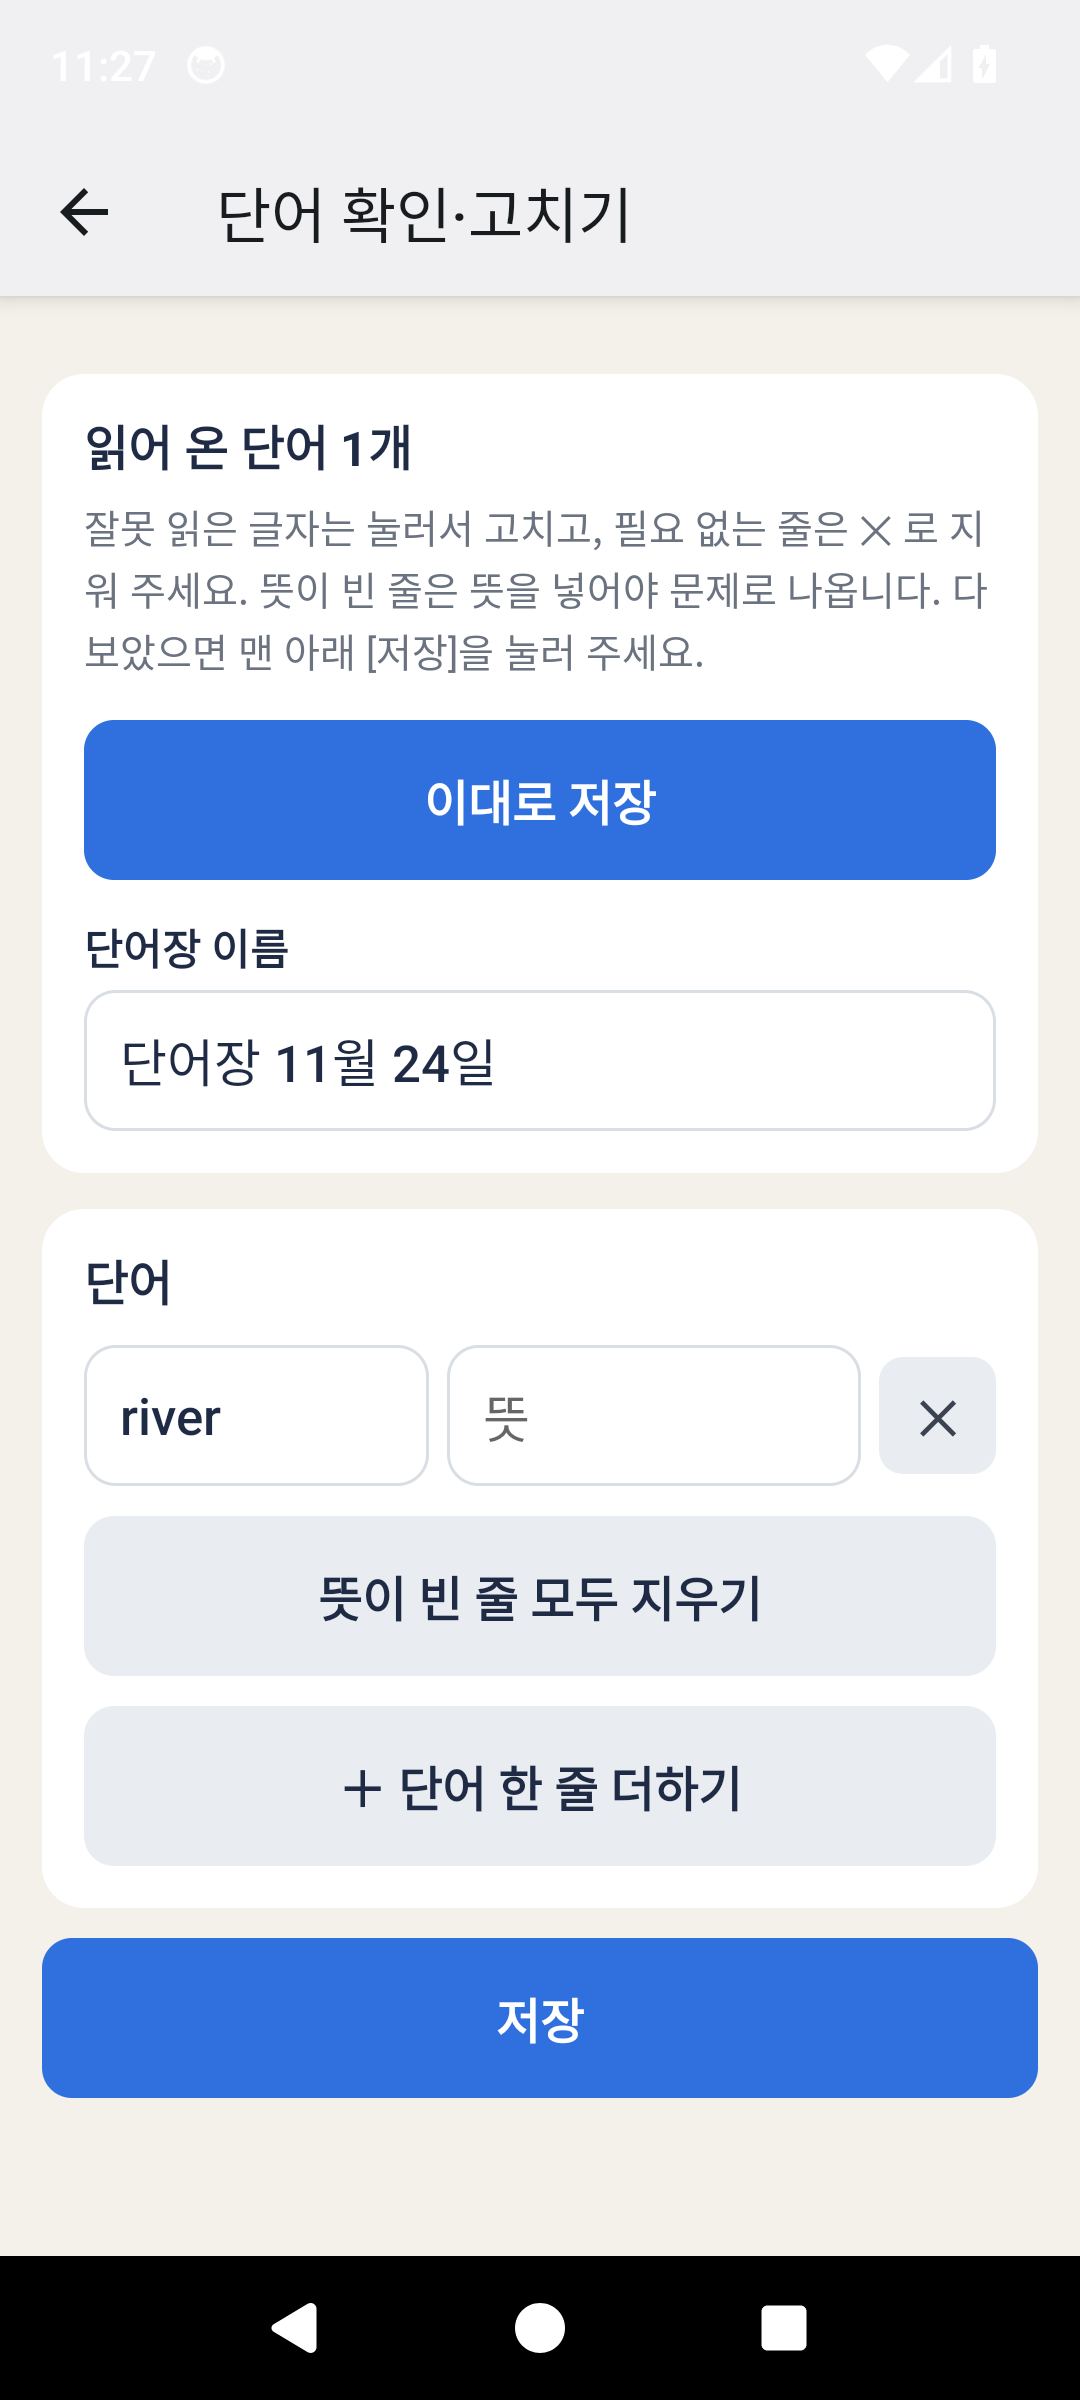 11:27
단어 확인·고치기
읽어 온 단어 1개
잘못 읽은 글자는 눌러서 고치고, 필요 없는 줄은 ✕ 로 지
워 주세요. 뜻이 빈 줄은 뜻을 넣어야 문제로 나옵니다. 다
보았으면 맨 아래 [저장]을 눌러 주세요.
이대로 저장
단어장 이름
단어장 11월 24일
단어
river 뜻 ✕
뜻이 빈 줄 모두 지우기
＋ 단어 한 줄 더하기
저장